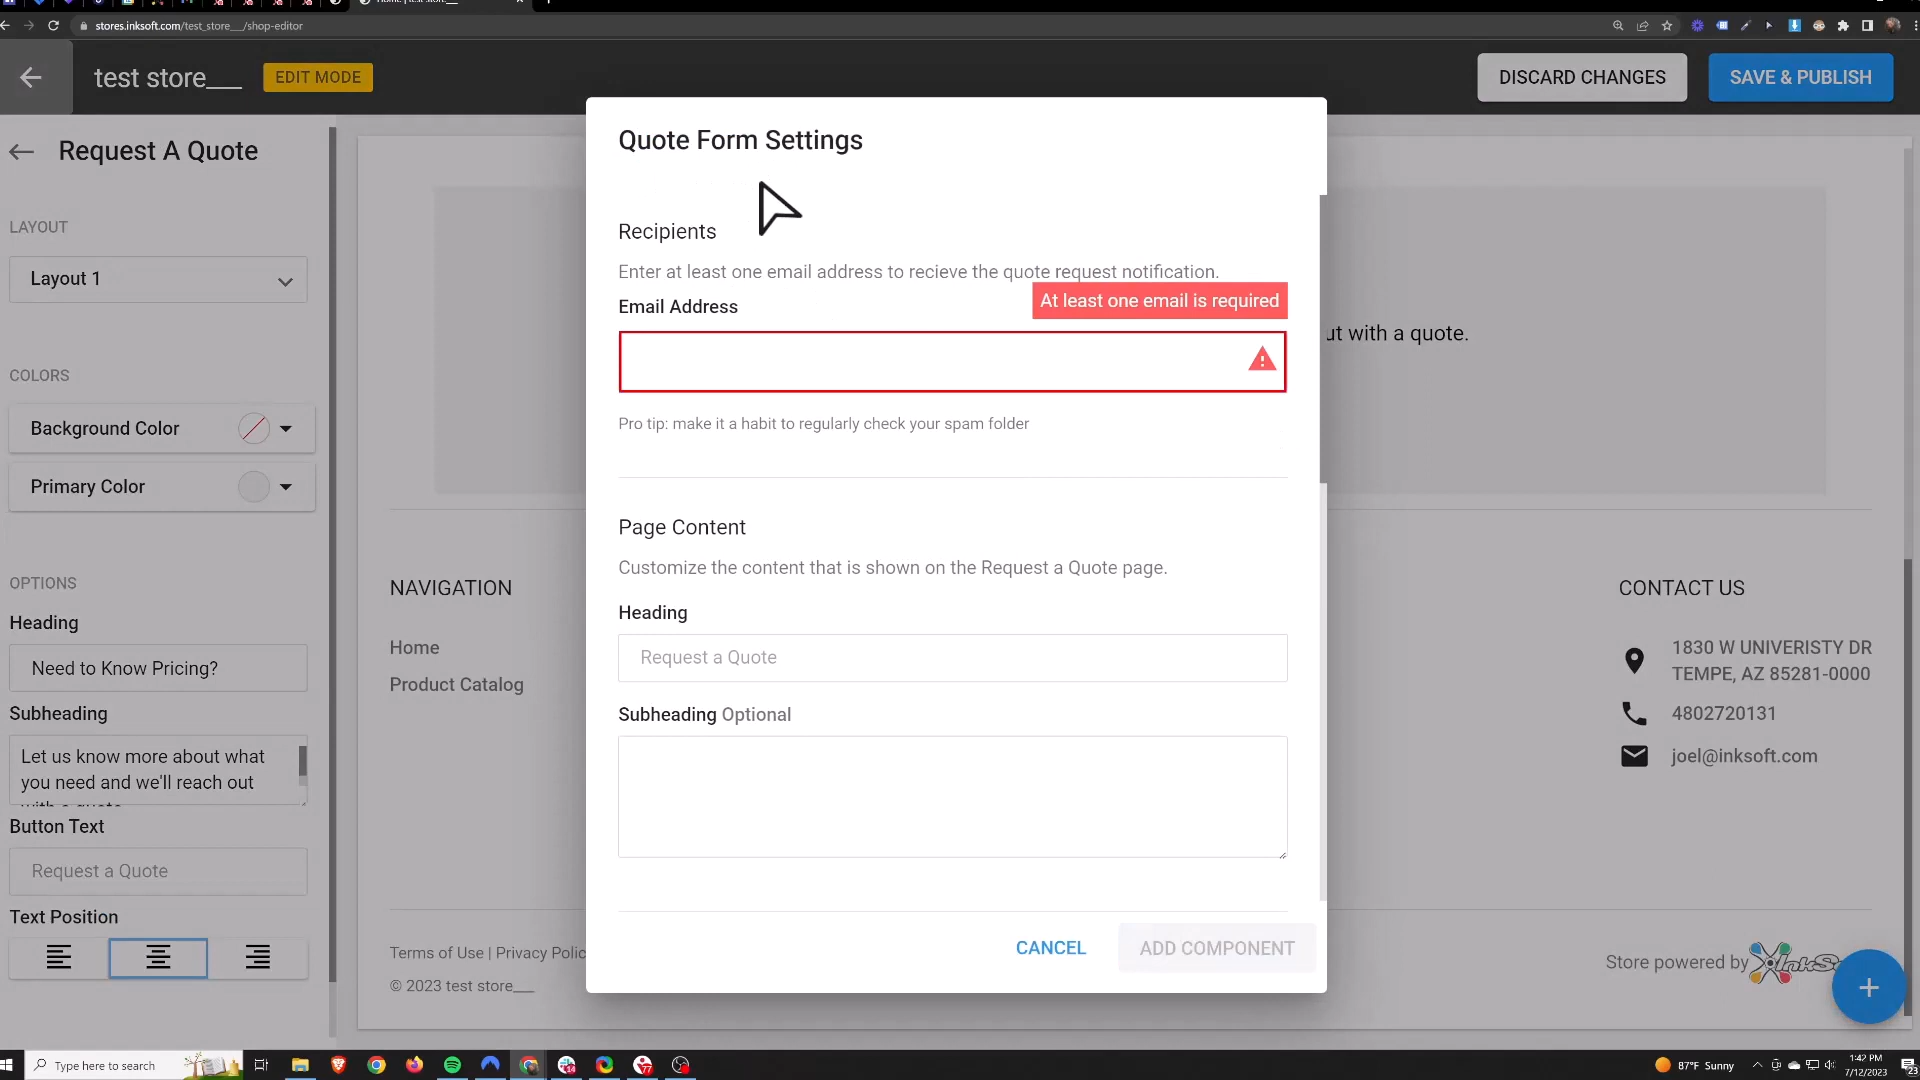 stores.inksoft.com/test_store___/shop-editor
test store___
EDIT MODE
DISCARD CHANGES
SAVE & PUBLISH
Request A Quote
LAYOUT
Layout 1
COLORS
Background Color
Primary Color
OPTIONS
Heading
Need to Know Pricing?
Subheading
Let us know more about what
you need and we'll reach out
with a quote
Button Text
Request a Quote
Text Position
Quote Form Settings
Recipients
Enter at least one email address to recieve the quote request notification.
Email Address
At least one email is required
Pro tip: make it a habit to regularly check your spam folder
Page Content
Customize the content that is shown on the Request a Quote page.
Heading
Request a Quote
Subheading Optional
CANCEL
ADD COMPONENT
ut with a quote.
NAVIGATION
Home
Product Catalog
CONTACT US
1830 W UNIVERISTY DR
TEMPE, AZ 85281-0000
4802720131
joel@inksoft.com
Terms of Use | Privacy Polic
© 2023 test store___
Store powered by InkS
Type here to search
87°F Sunny
1:42 PM
7/12/2023